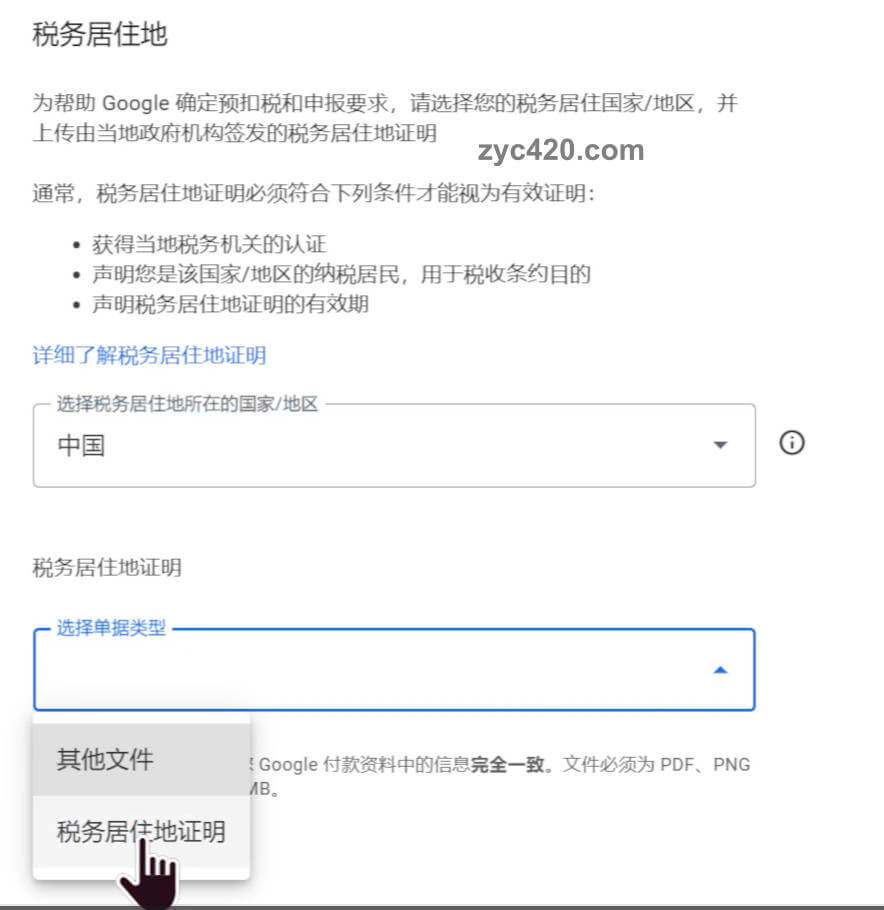 税务居住地
为帮助 Google 确定预扣税和申报要求，请选择您的税务居住国家/地区，并
上传由当地政府机构签发的税务居住地证明
zyc420.com
通常，税务居住地证明必须符合下列条件才能视为有效证明：
• 获得当地税务机关的认证
• 声明您是该国家/地区的纳税居民，用于税收条约目的
• 声明税务居住地证明的有效期
详细了解税务居住地证明
选择税务居住地所在的国家/地区
中国
税务居住地证明
选择单据类型
其他文件
Google 付款资料中的信息完全一致。文件必须为 PDF、PNG
MB。
税务居住地证明